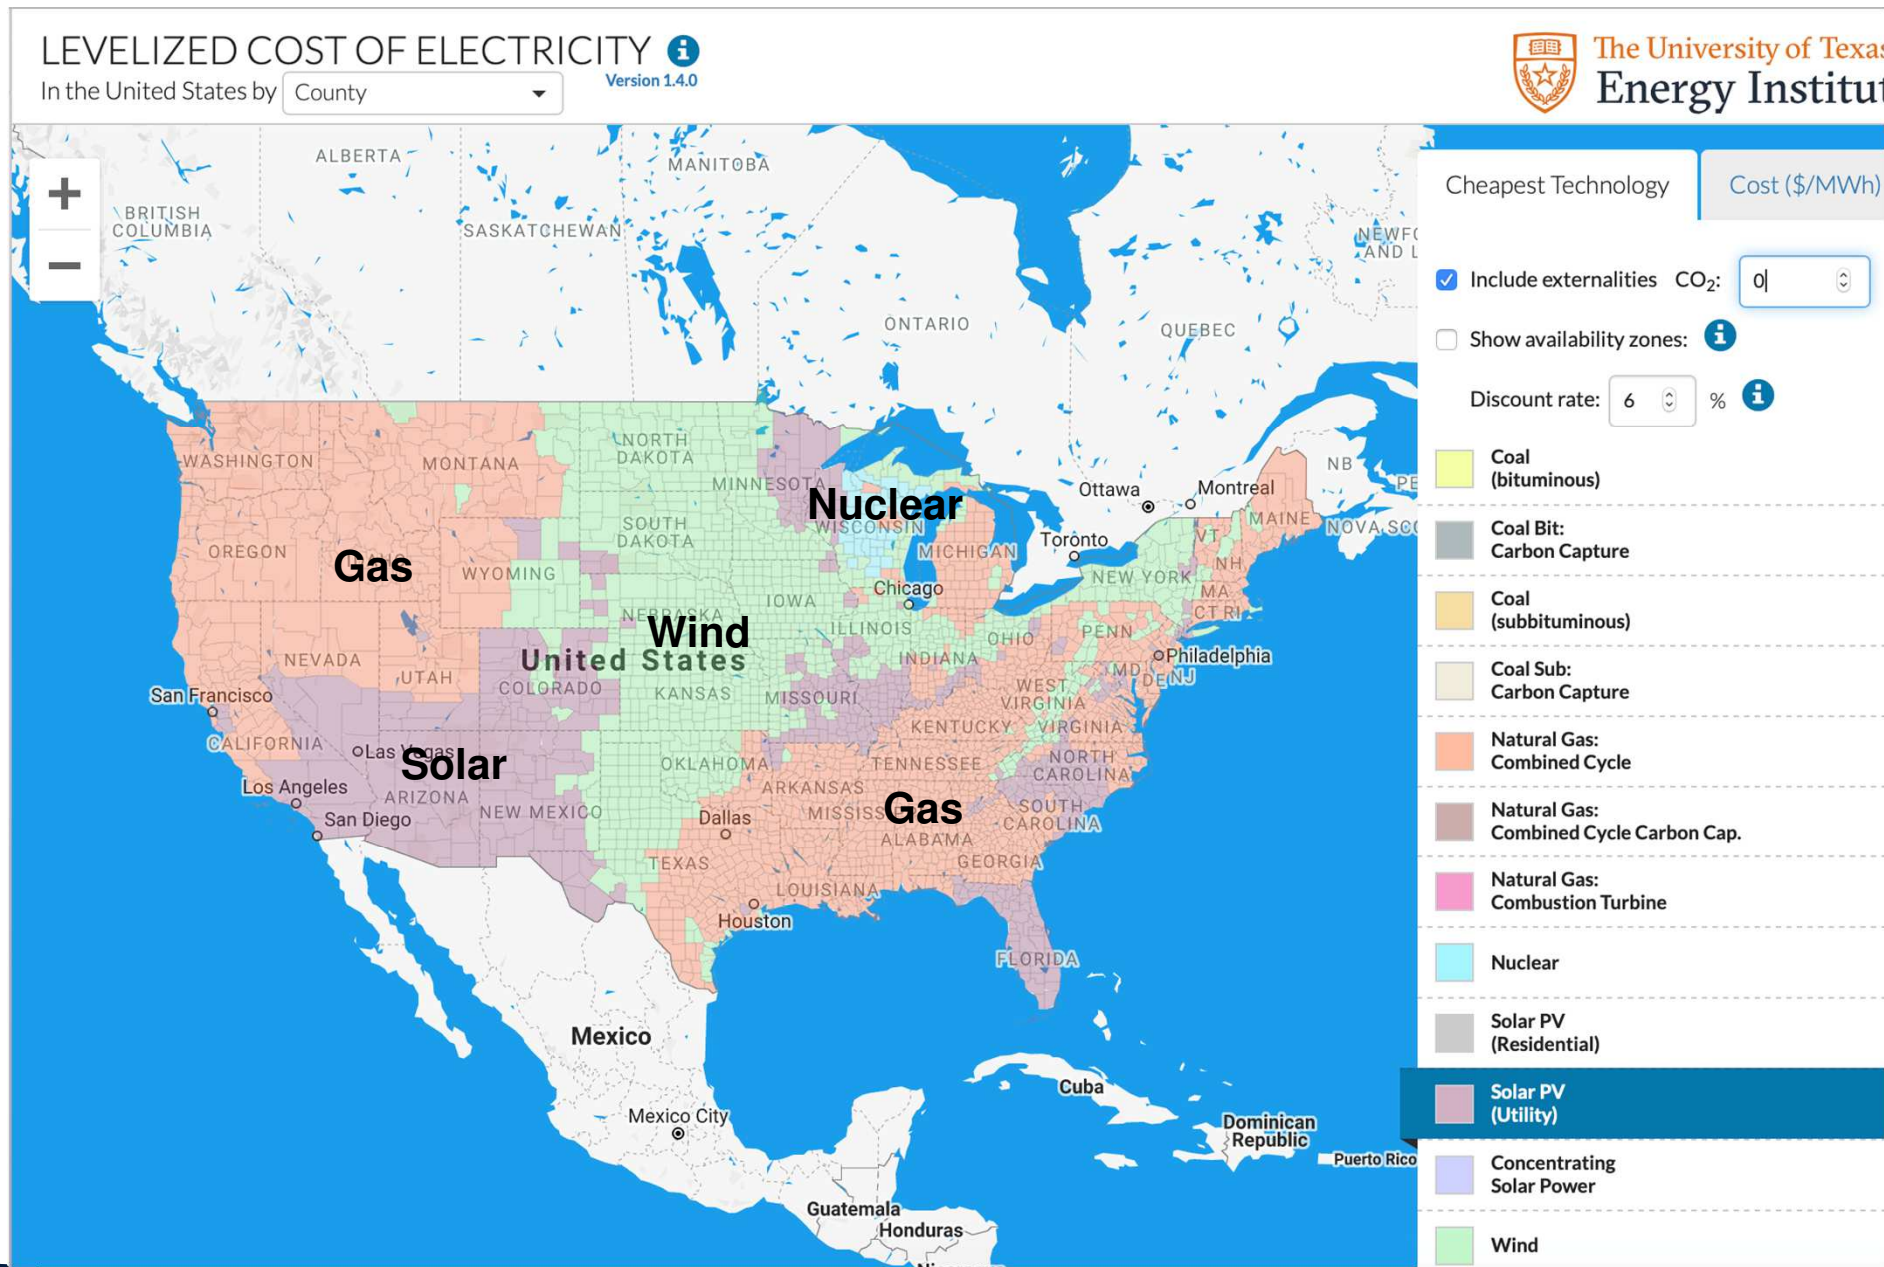 LEVELIZED COST OF ELECTRICITY
Version 1.4.0
In the United States by County
The University of Texas
Energy Institut
ALBERTA
MANITOBA
BRITISH
COLUMBIA
SASKATCHEWAN
NEWFO
AND L
ONTARIO
QUEBEC
WASHINGTON
MONTANA
NORTH
DAKOTA
MINNESOTA
Nuclear
WISCONSIN
Ottawa
Montreal
NB
PE
MAINE
NOVA SCO
OREGON
Gas
WYOMING
SOUTH
DAKOTA
MICHIGAN
Toronto
VT
NH
NEW YORK
MA
CT RI
Chicago
IOWA
NEBRASKA
Wind
ILLINOIS
OHIO
PENN
United States
NEVADA
UTAH
COLORADO
KANSAS
MISSOURI
INDIANA
Philadelphia
MD
DE NJ
WEST
VIRGINIA
KENTUCKY
VIRGINIA
San Francisco
CALIFORNIA
Las Vegas
Solar
OKLAHOMA
TENNESSEE
NORTH
CAROLINA
Los Angeles
ARIZONA
NEW MEXICO
ARKANSAS
Gas
SOUTH
CAROLINA
San Diego
Dallas
ALABAMA
TEXAS
GEORGIA
LOUISIANA
Houston
FLORIDA
Mexico
Mexico City
Cuba
Dominican
Republic
Puerto Rico
Guatemala
Honduras
Cheapest Technology
Cost ($/MWh)
Include externalities CO₂: 0
Show availability zones:
Discount rate: 6 %
Coal
(bituminous)
Coal Bit:
Carbon Capture
Coal
(subbituminous)
Coal Sub:
Carbon Capture
Natural Gas:
Combined Cycle
Natural Gas:
Combined Cycle Carbon Cap.
Natural Gas:
Combustion Turbine
Nuclear
Solar PV
(Residential)
Solar PV
(Utility)
Concentrating
Solar Power
Wind